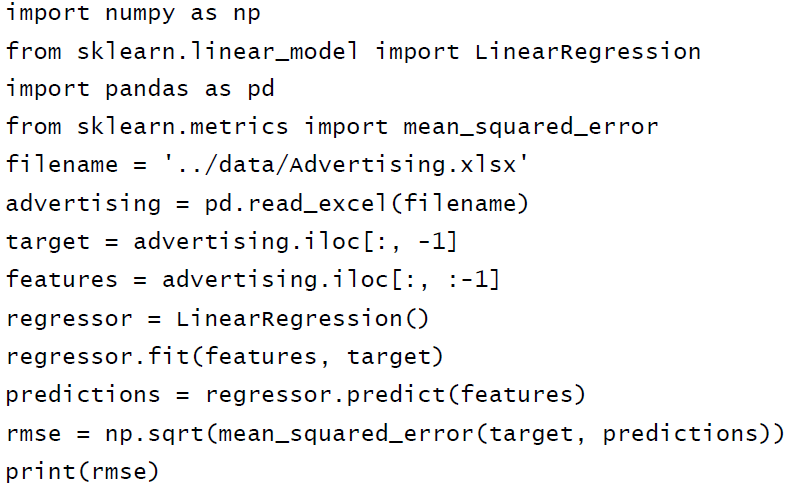 import numpy as np
from sklearn.linear_model import LinearRegression
import pandas as pd
from sklearn.metrics import mean_squared_error
filename = '../data/Advertising.xlsx'
advertising = pd.read_excel(filename)
target = advertising.iloc[:, -1]
features = advertising.iloc[:, :-1]
regressor = LinearRegression()
regressor.fit(features, target)
predictions = regressor.predict(features)
rmse = np.sqrt(mean_squared_error(target, predictions))
print(rmse)